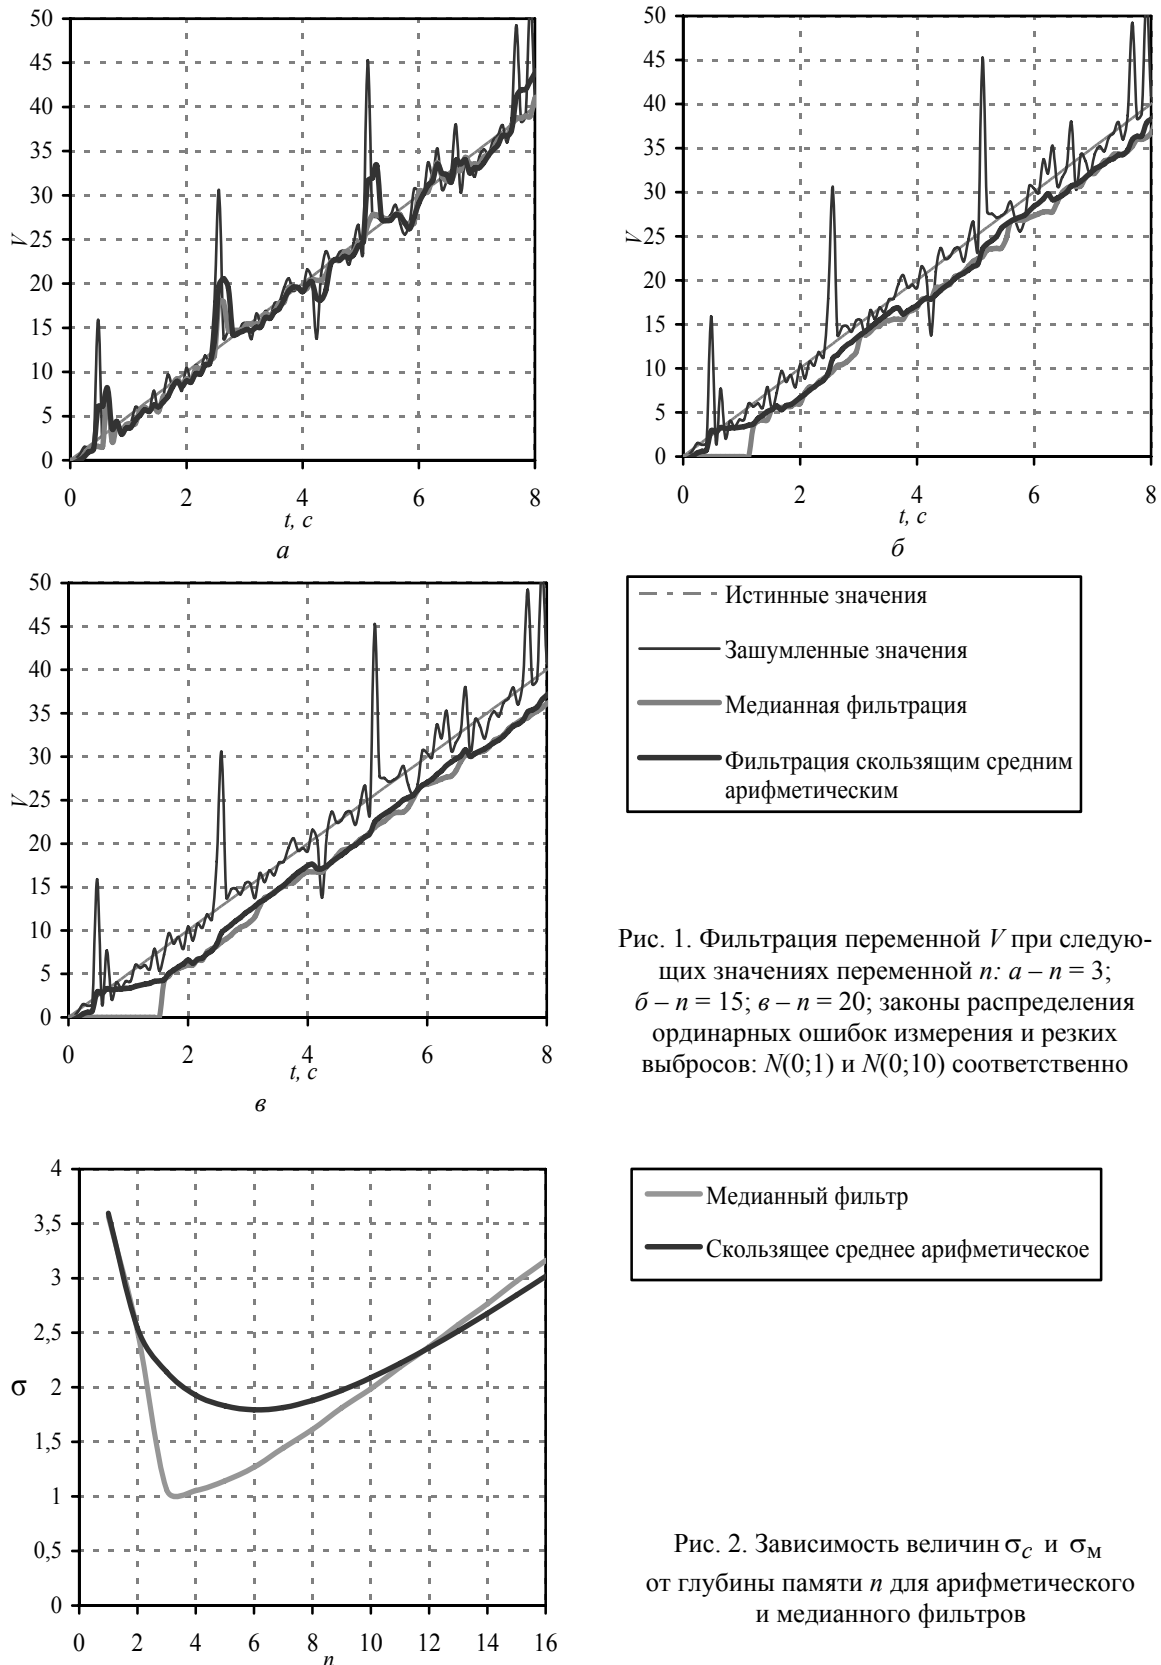 50
45
40
35
30
25
20
15
10
5
0
V
0 2 4 6 8
t, с
а
50
45
40
35
30
25
20
15
10
5
0
V
0 2 4 6 8
t, с
б
50
45
40
35
30
25
20
15
10
5
0
V
0 2 4 6 8
t, с
в
Истинные значения
Зашумленные значения
Медианная фильтрация
Фильтрация скользящим средним
арифметическим
Рис. 1. Фильтрация переменной V при следую-
щих значениях переменной n: а – n = 3;
б – n = 15; в – n = 20; законы распределения
ординарных ошибок измерения и резких
выбросов: N(0;1) и N(0;10) соответственно
4
3,5
3
2,5
2
1,5
1
0,5
0
σ
0 2 4 6 8 10 12 14 16
n
Медианный фильтр
Скользящее среднее арифметическое
Рис. 2. Зависимость величин σс и σм
от глубины памяти n для арифметического
и медианного фильтров